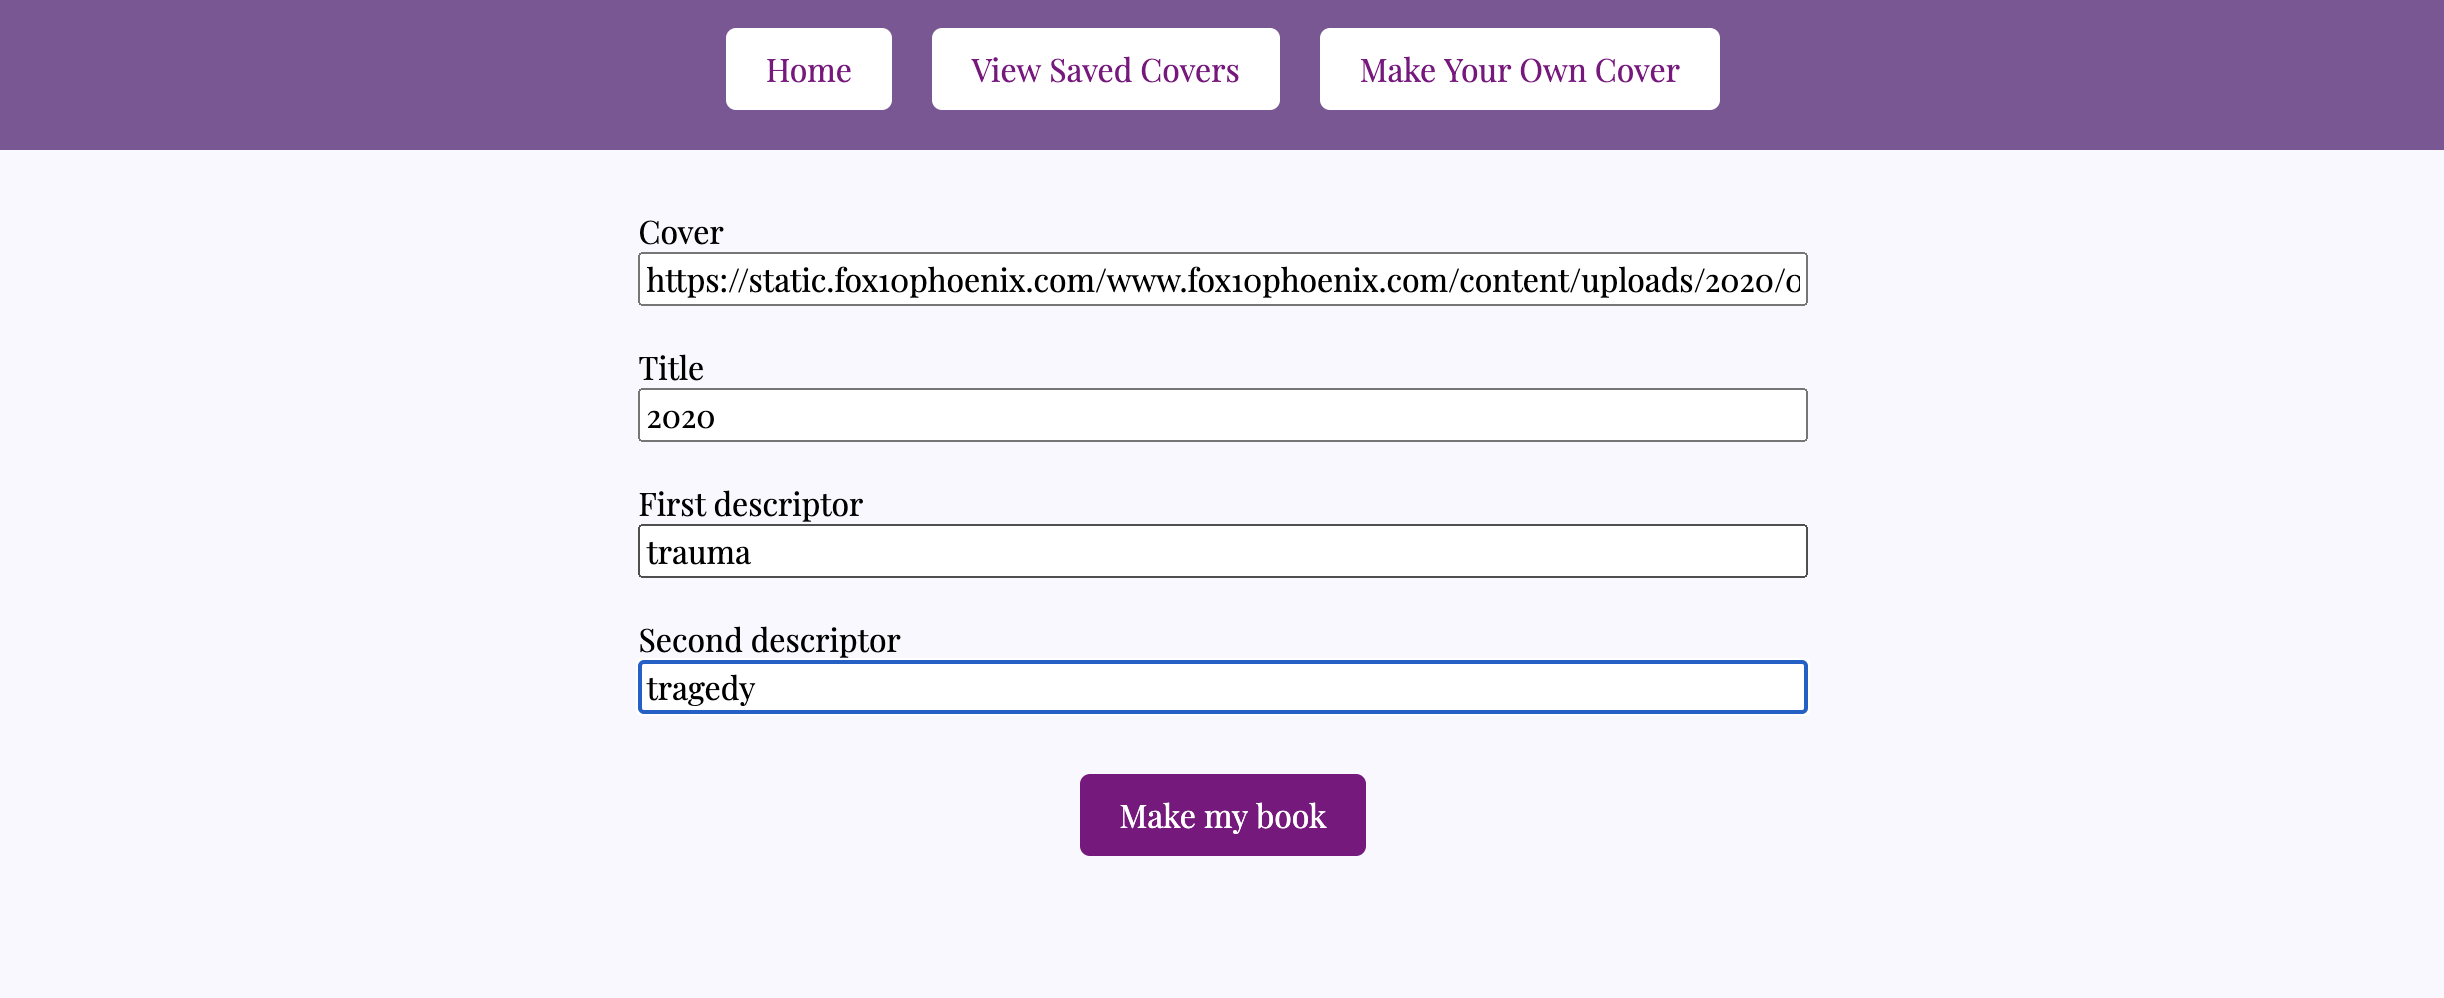 Home View Saved Covers Make Your Own Cover
Cover
https://static.fox10phoenix.com/www.fox10phoenix.com/content/uploads/2020/0
Title
2020
First descriptor
trauma
Second descriptor
tragedy
Make my book